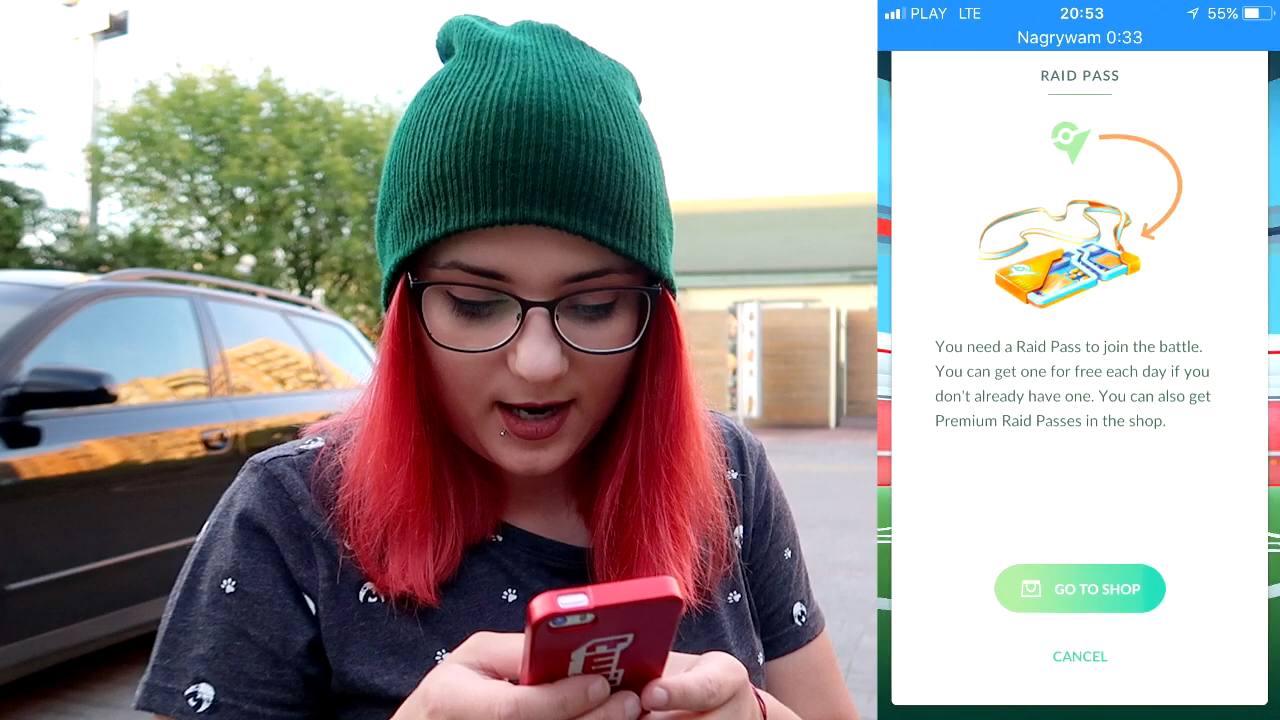 PLAY LTE 20:53 55%
Nagrywam 0:33
RAID PASS
You need a Raid Pass to join the battle.
You can get one for free each day if you
don't already have one. You can also get
Premium Raid Passes in the shop.
GO TO SHOP
CANCEL